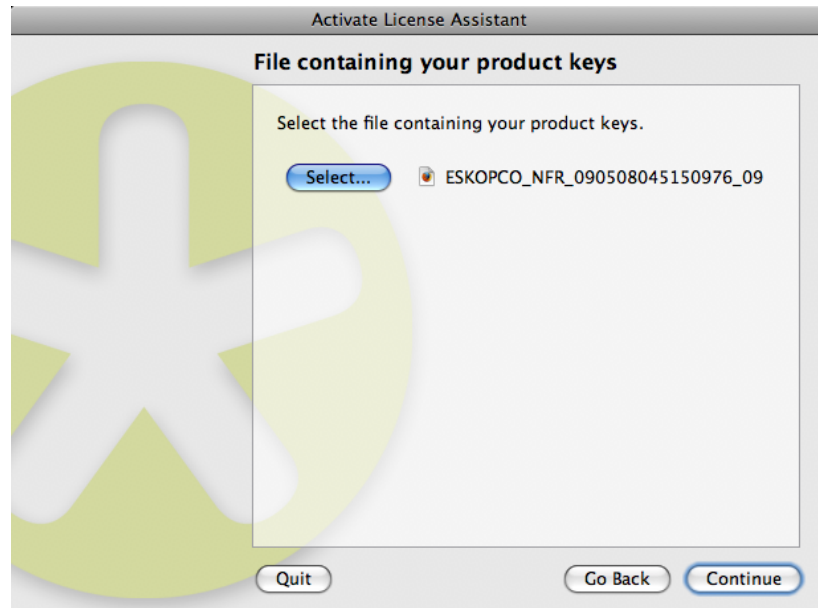 Activate License Assistant
File containing your product keys
Select the file containing your product keys.
Select... ESKOPCO_NFR_090508045150976_09
Quit Go Back Continue